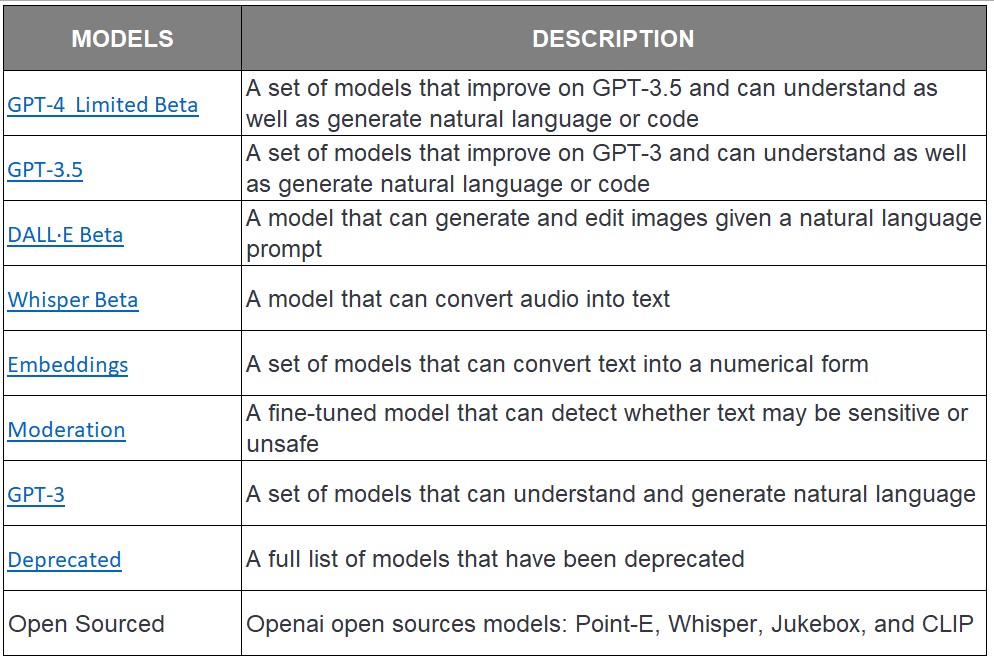 MODELS DESCRIPTION
GPT-4  Limited Beta
A set of models that improve on GPT-3.5 and can understand as
well as generate natural language or code
GPT-3.5
A set of models that improve on GPT-3 and can understand as well
as generate natural language or code
DALL·E Beta
A model that can generate and edit images given a natural language
prompt
Whisper Beta
A model that can convert audio into text
Embeddings
A set of models that can convert text into a numerical form
Moderation
A fine-tuned model that can detect whether text may be sensitive or
unsafe
GPT-3
A set of models that can understand and generate natural language
Deprecated
A full list of models that have been deprecated
Open Sourced
Openai open sources models: Point-E, Whisper, Jukebox, and CLIP